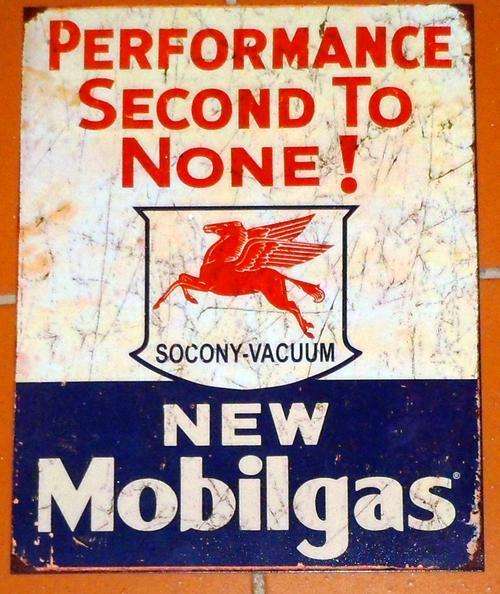 PERFORMANCE
SECOND TO
NONE!
SOCONY-VACUUM
NEW
Mobilgas®